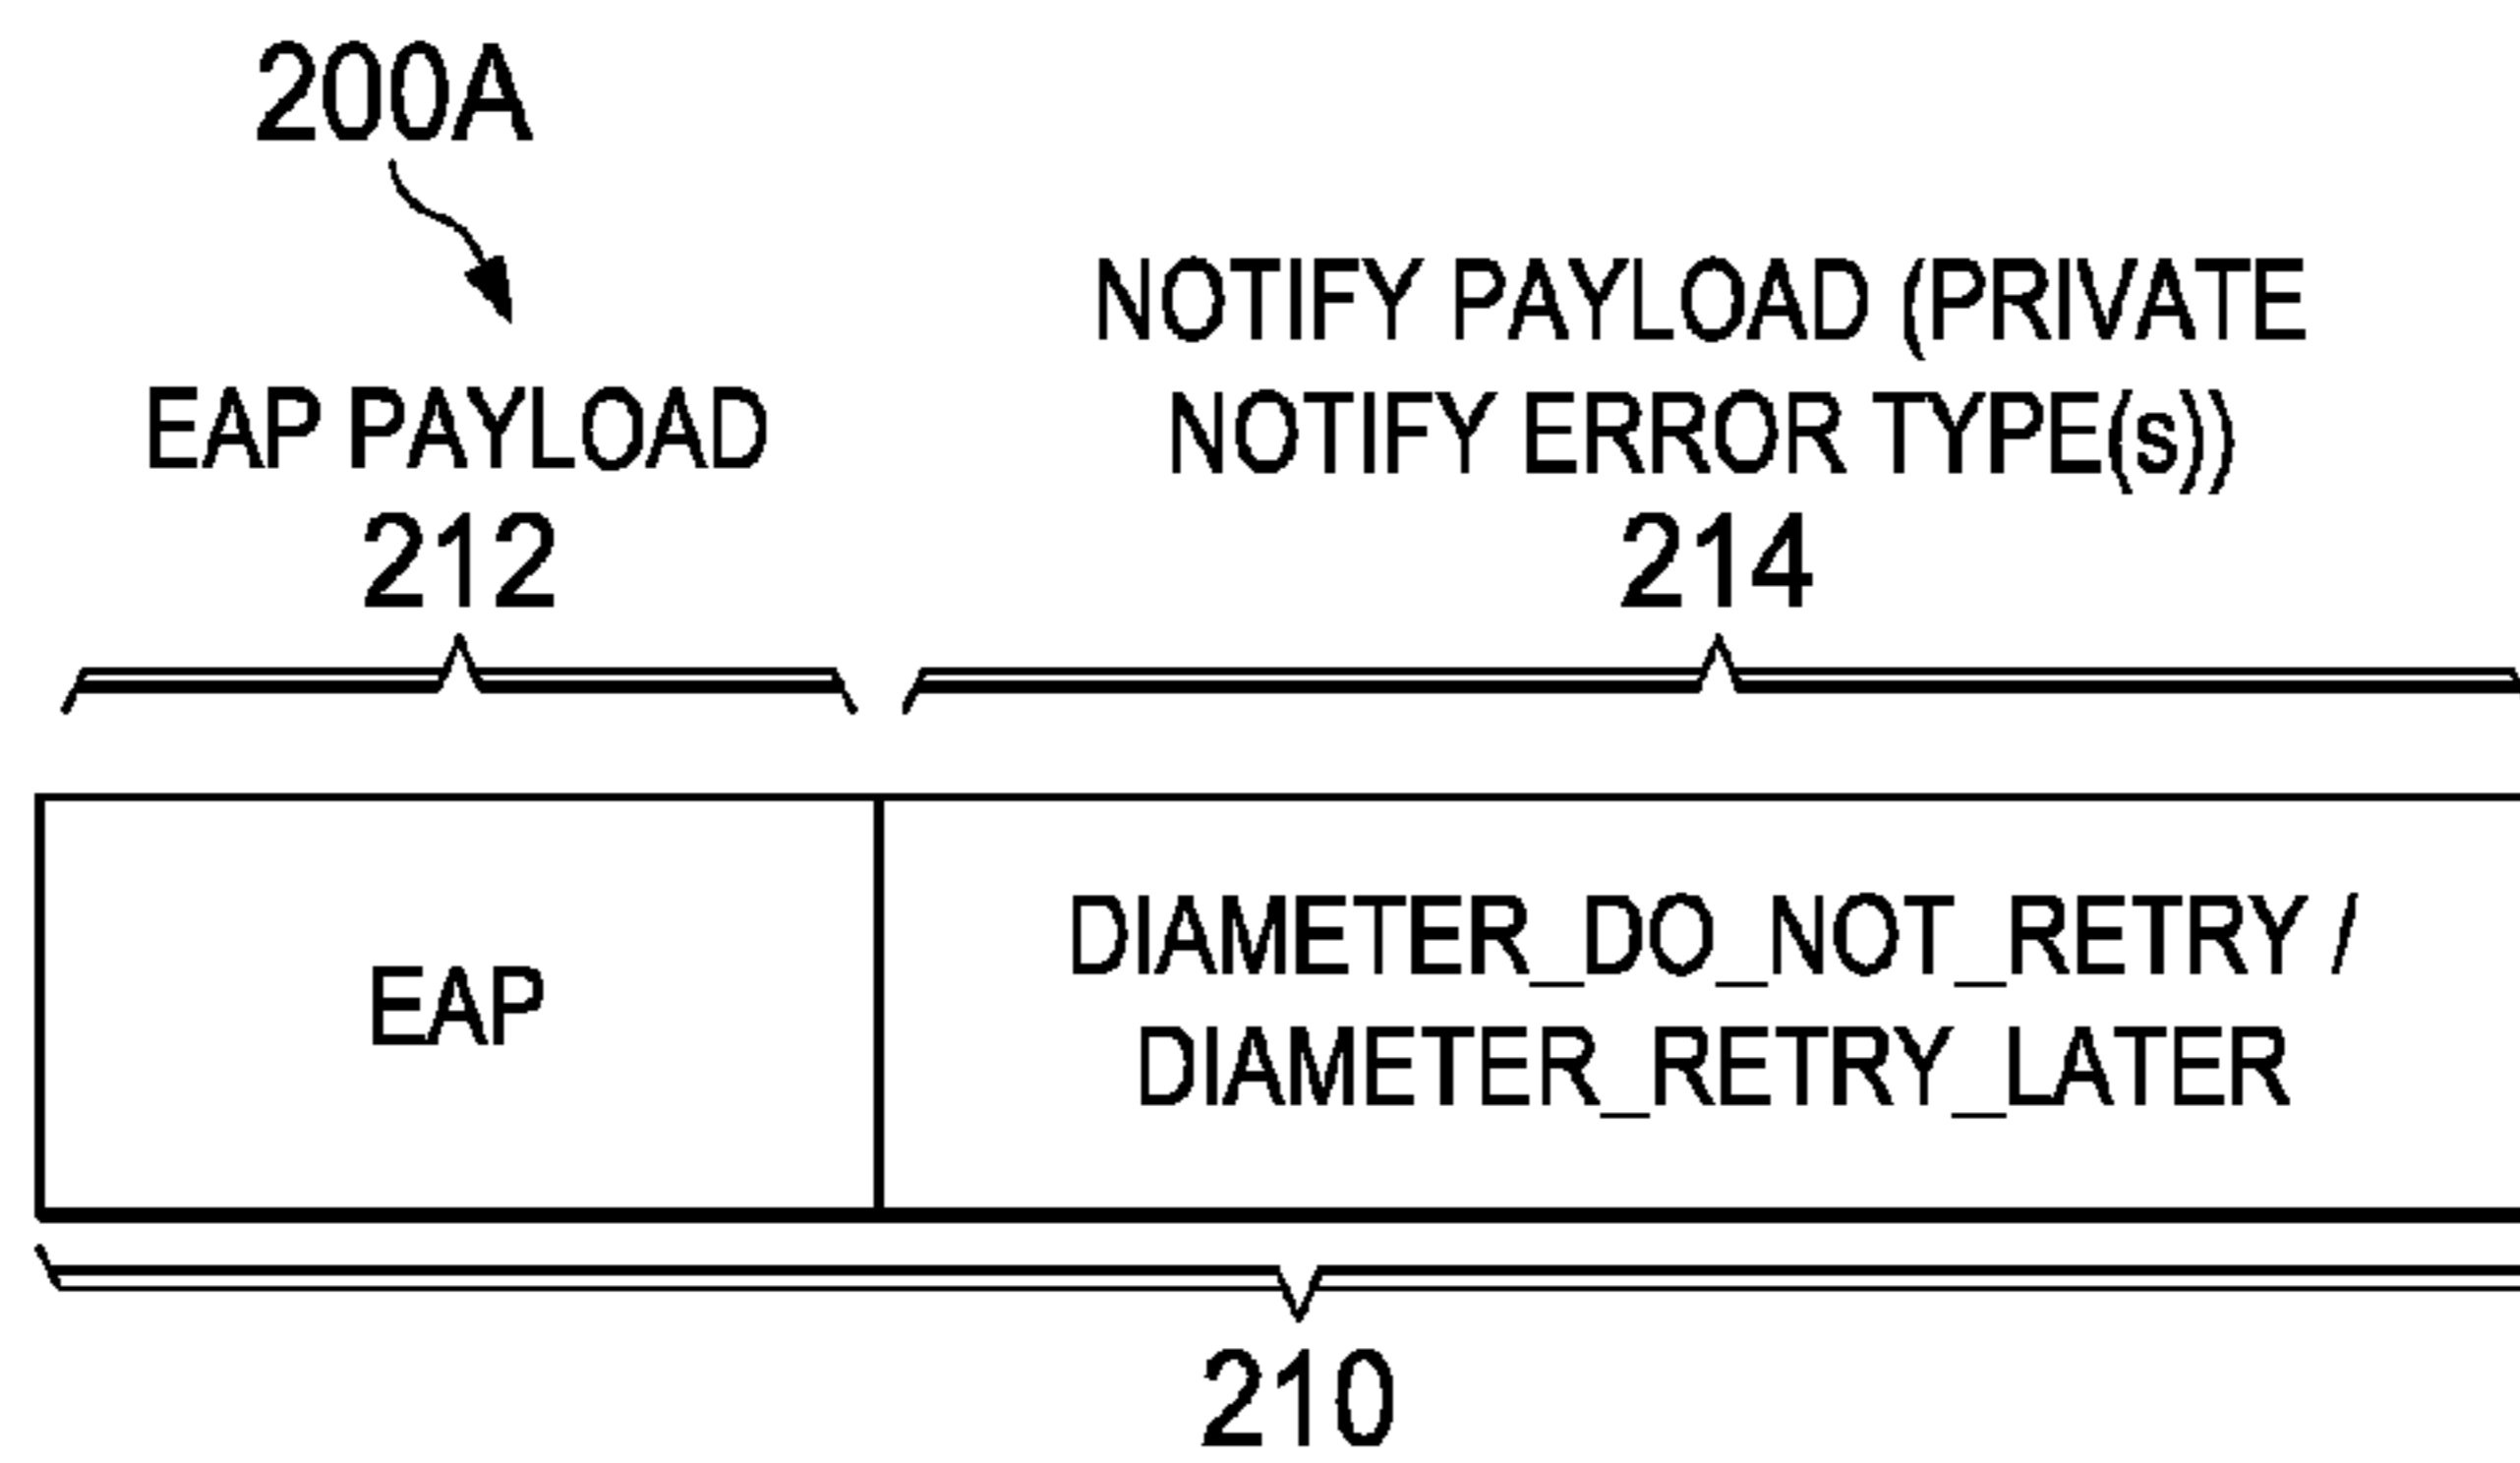 200A
EAP PAYLOAD
212
NOTIFY PAYLOAD (PRIVATE
NOTIFY ERROR TYPE(s))
214
EAP
DIAMETER_DO_NOT_RETRY /
DIAMETER_RETRY_LATER
210